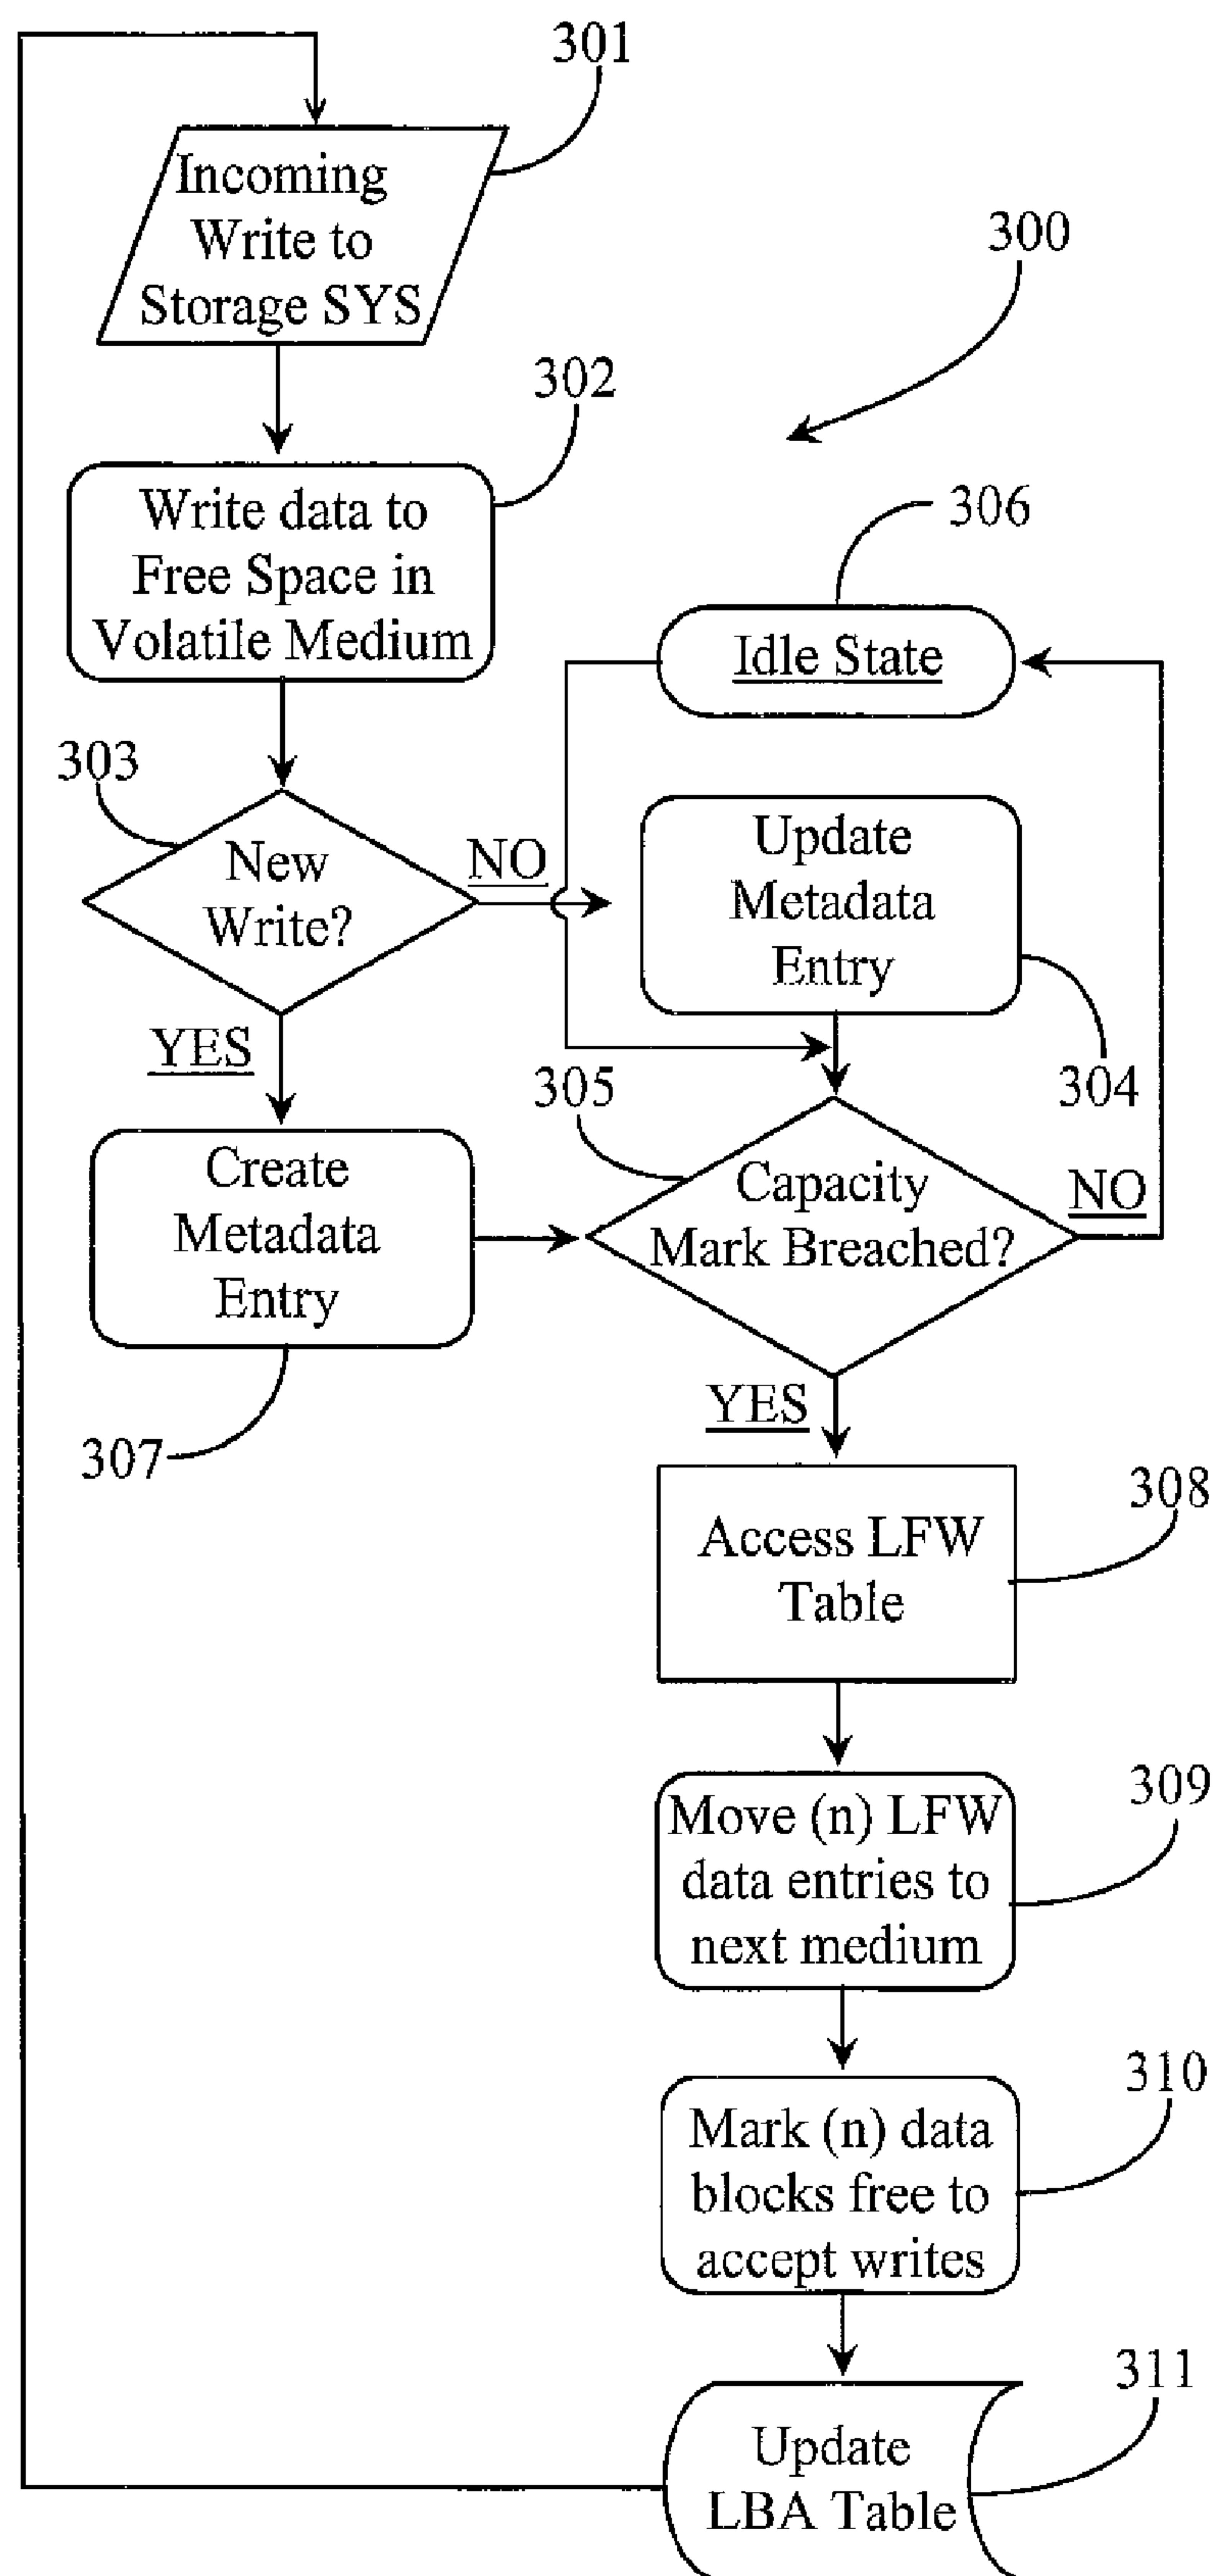 301
Incoming
Write to
Storage SYS
300
302
Write data to
Free Space in
Volatile Medium
306
Idle State
303
New
Write?
NO
Update
Metadata
Entry
304
YES
305
Create
Metadata
Entry
Capacity
Mark Breached?
NO
307
YES
308
Access LFW
Table
309
Move (n) LFW
data entries to
next medium
310
Mark (n) data
blocks free to
accept writes
311
Update
LBA Table